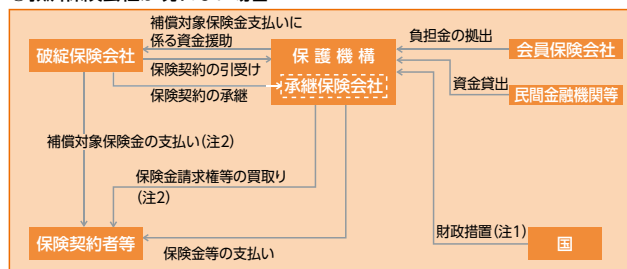 補償対象保険金支払いに
係る資金援助
負担金の拠出
破綻保険会社
保護機構
会員保険会社
保険契約の引受け
承継保険会社
資金貸出
保険契約の承継
民間金融機関等
補償対象保険金の支払い(注2)
保険金請求権等の買取り
(注2)
財政措置(注1)
保険契約者等
国
保険金等の支払い